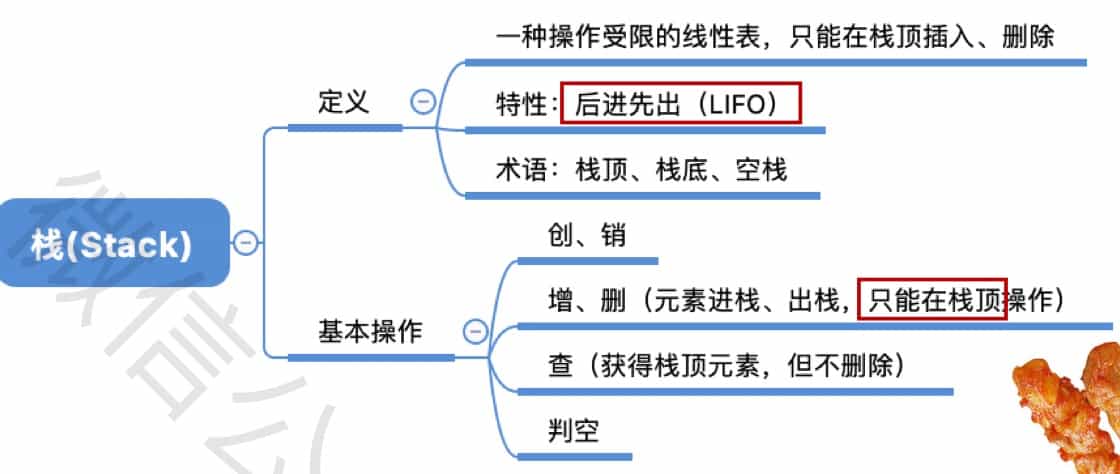 一种操作受限的线性表，只能在栈顶插入、删除
定义
特性：后进先出（LIFO）
术语：栈顶、栈底、空栈
栈(Stack)
创、销
增、删（元素进栈、出栈，只能在栈顶操作）
基本操作
查（获得栈顶元素，但不删除）
判空
微信公